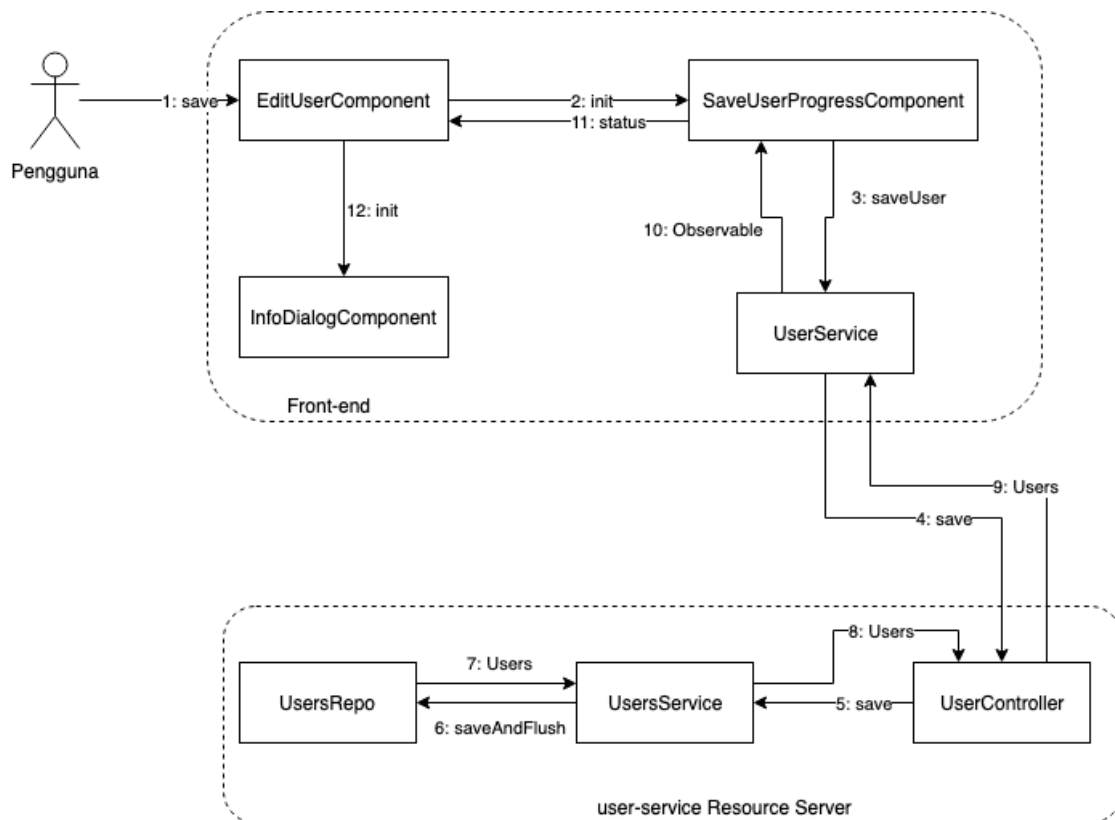 1: save
EditUserComponent
2: init
SaveUserProgressComponent
11: status
Pengguna
12: init
3: saveUser
10: Observable
InfoDialogComponent
UserService
Front-end
9: Users
4: save
8: Users
7: Users
UsersRepo
UsersService
5: save
UserController
6: saveAndFlush
user-service Resource Server